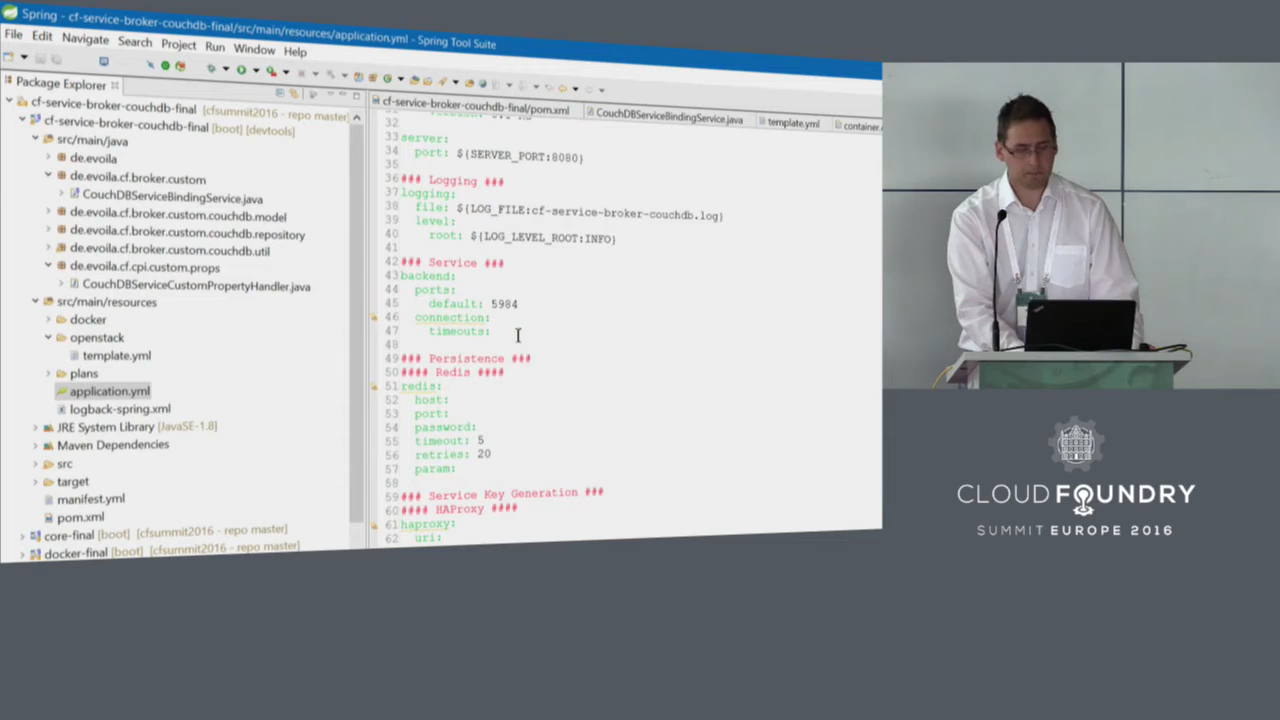 Spring - cf-service-broker-couchdb-final/src/main/resources/application.yml - Spring Tool Suite
File Edit Navigate Search Project Run Window Help
Package Explorer
cf-service-broker-couchdb-final [cfsummit2016 - repo master]
cf-service-broker-couchdb-final [boot] [devtools]
src/main/java
de.evoila
de.evoila.cf.broker.custom
CouchDBServiceBindingService.java
de.evoila.cf.broker.custom.couchdb.model
de.evoila.cf.broker.custom.couchdb.repository
de.evoila.cf.broker.custom.couchdb.util
de.evoila.cf.cpi.custom.props
CouchDBServiceCustomPropertyHandler.java
src/main/resources
docker
openstack
template.yml
plans
application.yml
logback-spring.xml
JRE System Library [JavaSE-1.8]
Maven Dependencies
src
target
manifest.yml
pom.xml
core-final [boot] [cfsummit2016 - repo master]
docker-final [boot] [cfsummit2016 - repo master]
cf-service-broker-couchdb-final/pom.xml CouchDBServiceBindingService.java template.yml container.
32
33 server:
34 port: ${SERVER_PORT:8080}
35
36 ### Logging ###
37 logging:
38 file: ${LOG_FILE:cf-service-broker-couchdb.log}
39 level:
40 root: ${LOG_LEVEL_ROOT:INFO}
41
42 ### Service ###
43 backend:
44 ports:
45 default: 5984
46 connection:
47 timeouts:
48
49 ### Persistence ###
50 #### Redis ####
51 redis:
52 host:
53 port:
54 password:
55 timeout: 5
56 retries: 20
57 param:
58
59 ### Service Key Generation ###
60 #### HAProxy ####
61 haproxy:
62 uri:
CLOUD FOUNDRY
SUMMIT EUROPE 2016